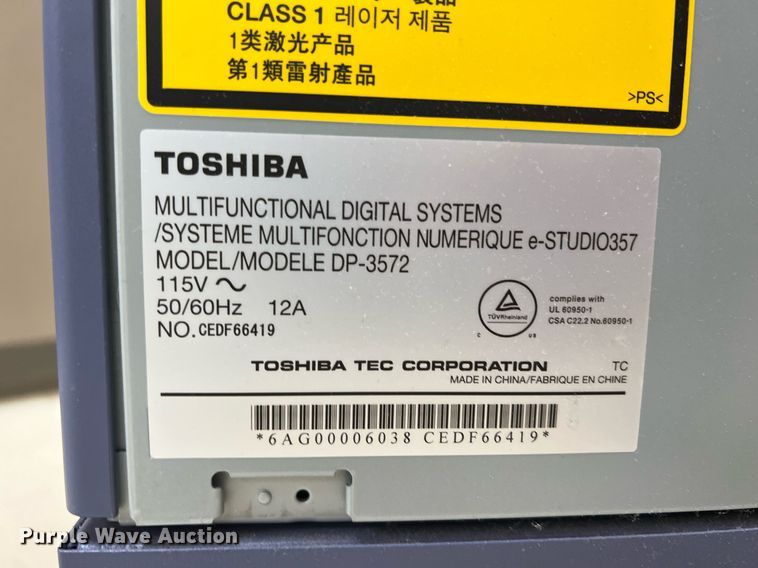 CLASS 1 레이저 제품
1类激光产品
第1類雷射產品
>PS<
TOSHIBA
MULTIFUNCTIONAL DIGITAL SYSTEMS
/SYSTEME MULTIFONCTION NUMERIQUE e-STUDIO357
MODEL/MODELE DP-3572
115V ~
50/60Hz 12A
NO. CEDF66419
TÜVRheinland
C US
complies with
UL 60950-1
CSA C22.2 No.60950-1
TOSHIBA TEC CORPORATION TC
MADE IN CHINA/FABRIQUE EN CHINE
*6AG00006038 CEDF66419*
Purple Wave Auction